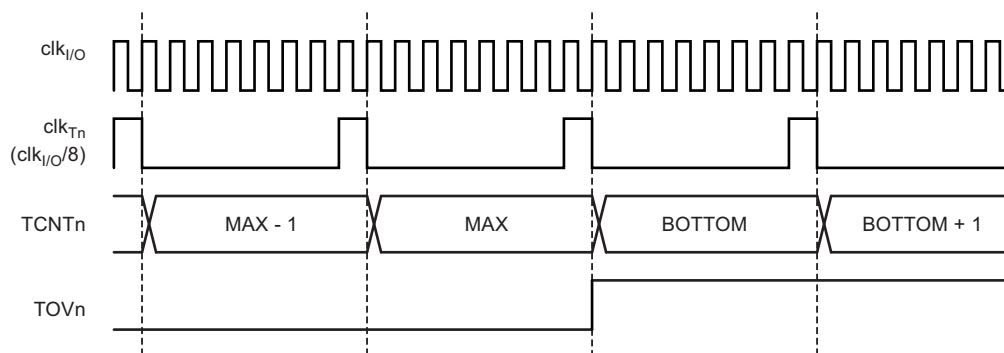 clkI/O
clkTn
(clkI/O/8)
TCNTn MAX - 1 MAX BOTTOM BOTTOM + 1
TOVn